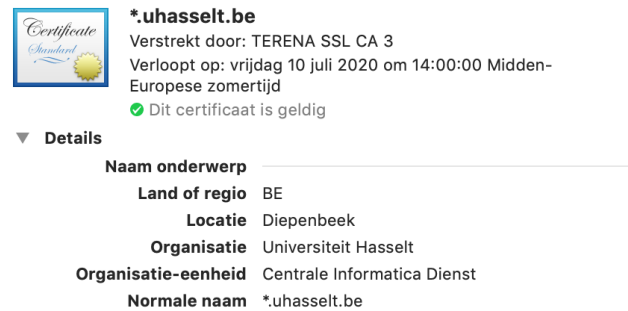 Certificate
Standard
*.uhasselt.be
Verstrekt door: TERENA SSL CA 3
Verloopt op: vrijdag 10 juli 2020 om 14:00:00 Midden-
Europese zomertijd
Dit certificaat is geldig
Details
Naam onderwerp
Land of regio BE
Locatie Diepenbeek
Organisatie Universiteit Hasselt
Organisatie-eenheid Centrale Informatica Dienst
Normale naam *.uhasselt.be